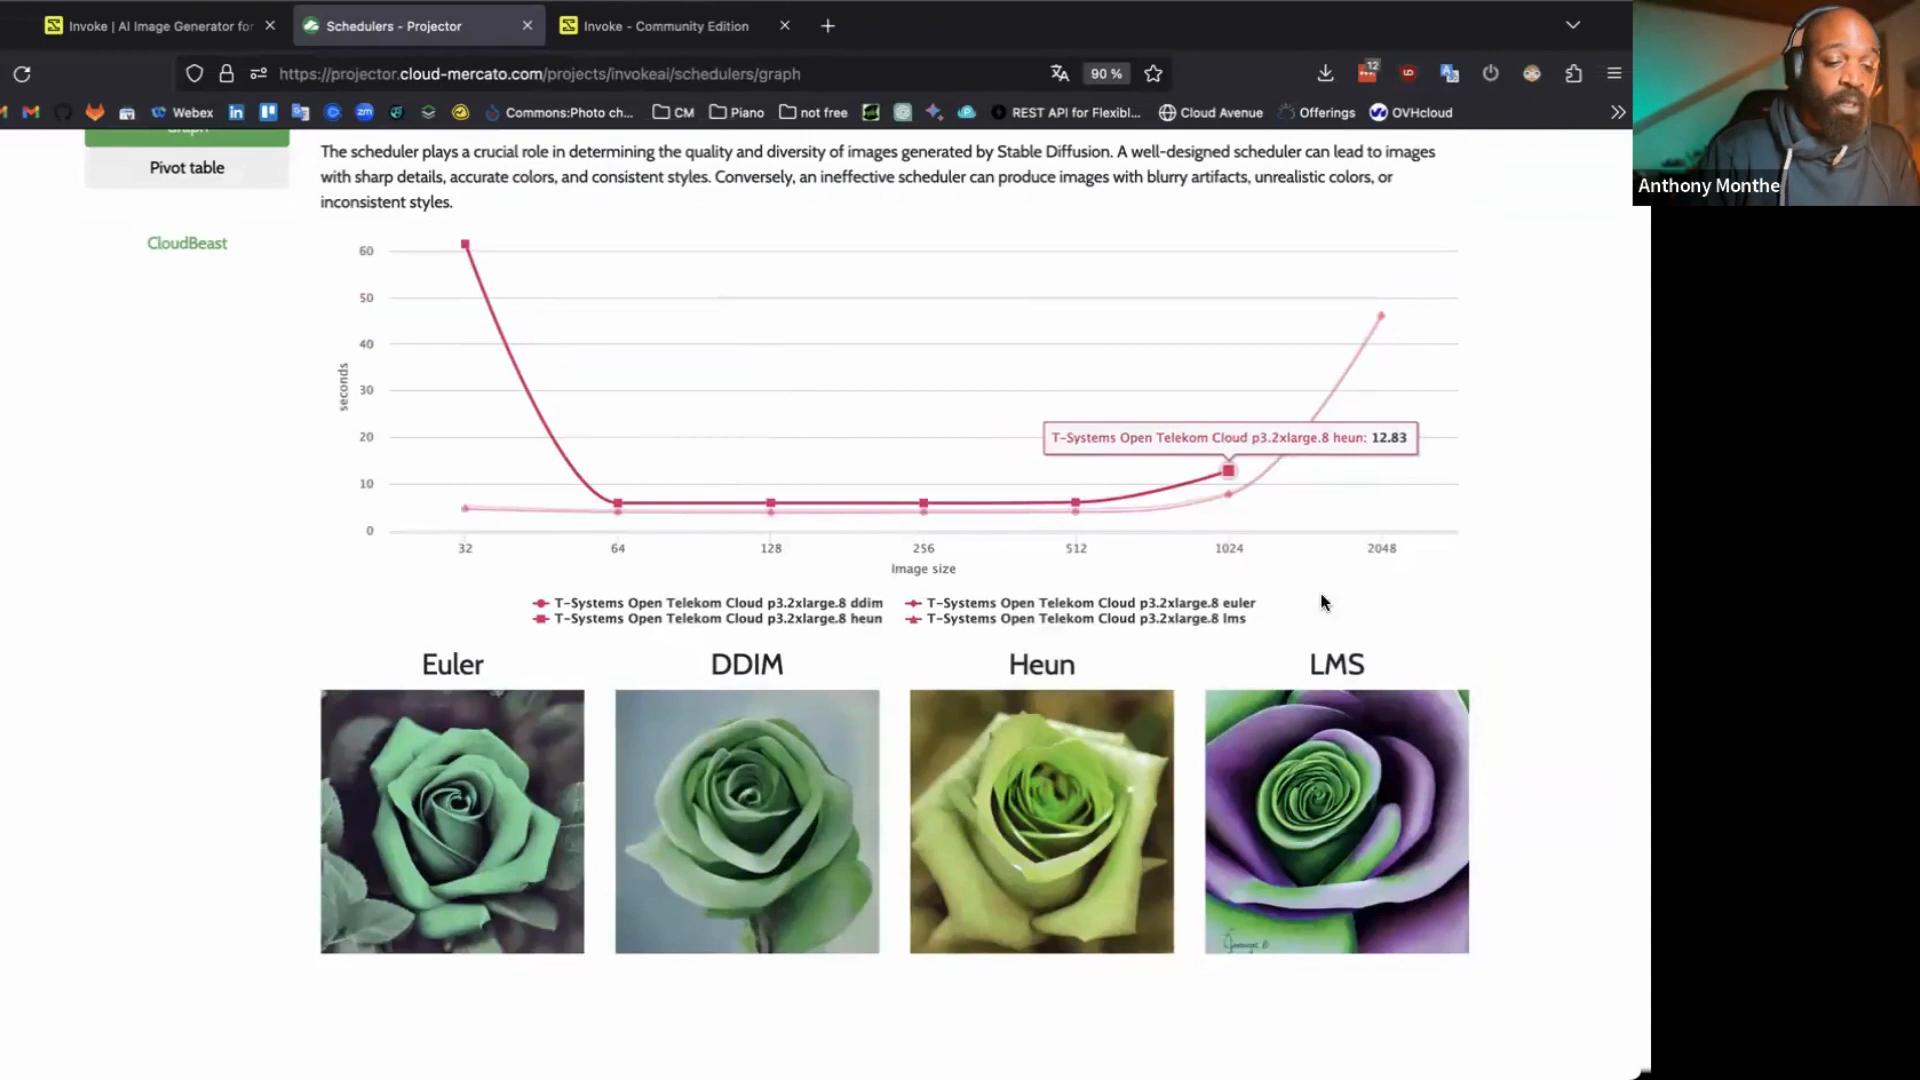 Invoke | AI Image Generator for
Schedulers - Projector
Invoke - Community Edition
https://projector.cloud-mercato.com/projects/invokeai/schedulers/graph
90 %
12
Webex
Commons:Photo ch...
CM
Piano
not free
REST API for Flexibl...
Cloud Avenue
Offerings
OVHcloud
Anthony Monthe
Graph
Pivot table
CloudBeast
The scheduler plays a crucial role in determining the quality and diversity of images generated by Stable Diffusion. A well-designed scheduler can lead to images
with sharp details, accurate colors, and consistent styles. Conversely, an ineffective scheduler can produce images with blurry artifacts, unrealistic colors, or
inconsistent styles.
60
50
40
30
20
10
0
seconds
T-Systems Open Telekom Cloud p3.2xlarge.8 heun: 12.83
32 64 128 256 512 1024 2048
Image size
T-Systems Open Telekom Cloud p3.2xlarge.8 ddim
T-Systems Open Telekom Cloud p3.2xlarge.8 euler
T-Systems Open Telekom Cloud p3.2xlarge.8 heun
T-Systems Open Telekom Cloud p3.2xlarge.8 lms
Euler
DDIM
Heun
LMS